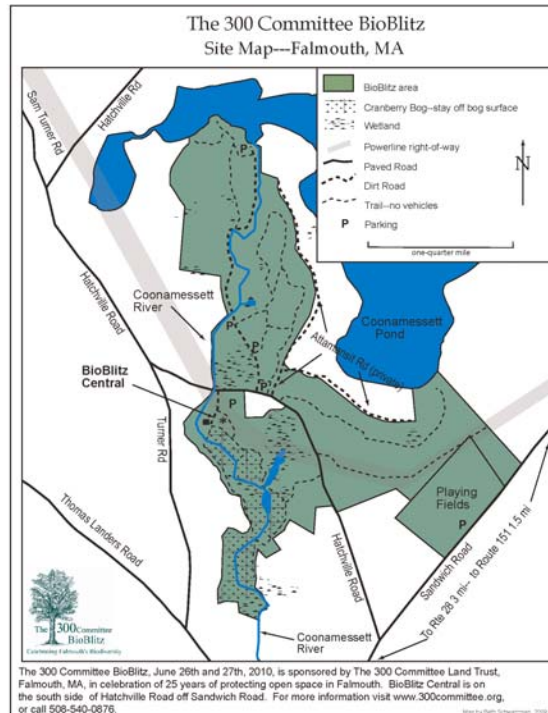 The 300 Committee BioBlitz
Site Map---Falmouth, MA
BioBlitz area
Cranberry Bog--stay off bog surface
Wetland
Powerline right-of-way
Paved Road
Dirt Road
Trail--no vehicles
P Parking
N
one-quarter mile
Hatchville Rd
Sam Turner Rd
P
Hatchville Road
Coonamessett
River
Coonamessett
Pond
P
P
Attamansit Rd (private)
P
BioBlitz
Central
P
Turner Rd
Thomas Landers Road
Playing
Fields
P
Sandwich Road
Hatchville Road
To Rte 28 3 mi-- to Route 151 1.5 mi
Coonamessett
River
The 300 Committee
BioBlitz
Celebrating Falmouth's Biodiversity
The 300 Committee BioBlitz, June 26th and 27th, 2010, is sponsored by The 300 Committee Land Trust,
Falmouth, MA, in celebration of 25 years of protecting open space in Falmouth. BioBlitz Central is on
the south side of Hatchville Road off Sandwich Road. For more information visit www.300committee.org,
or call 508-540-0876.